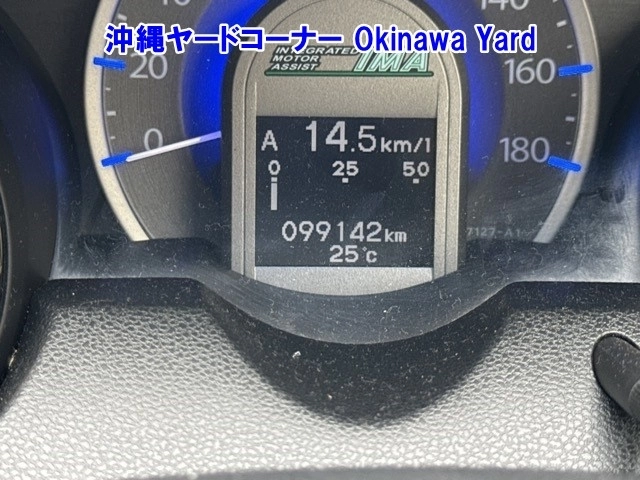 沖縄ヤードコーナー Okinawa Yard
INTEGRATED
MOTOR
ASSIST
IMA
140
20
160
0
180
A 14.5km/l
0 25 50
099142km
25℃